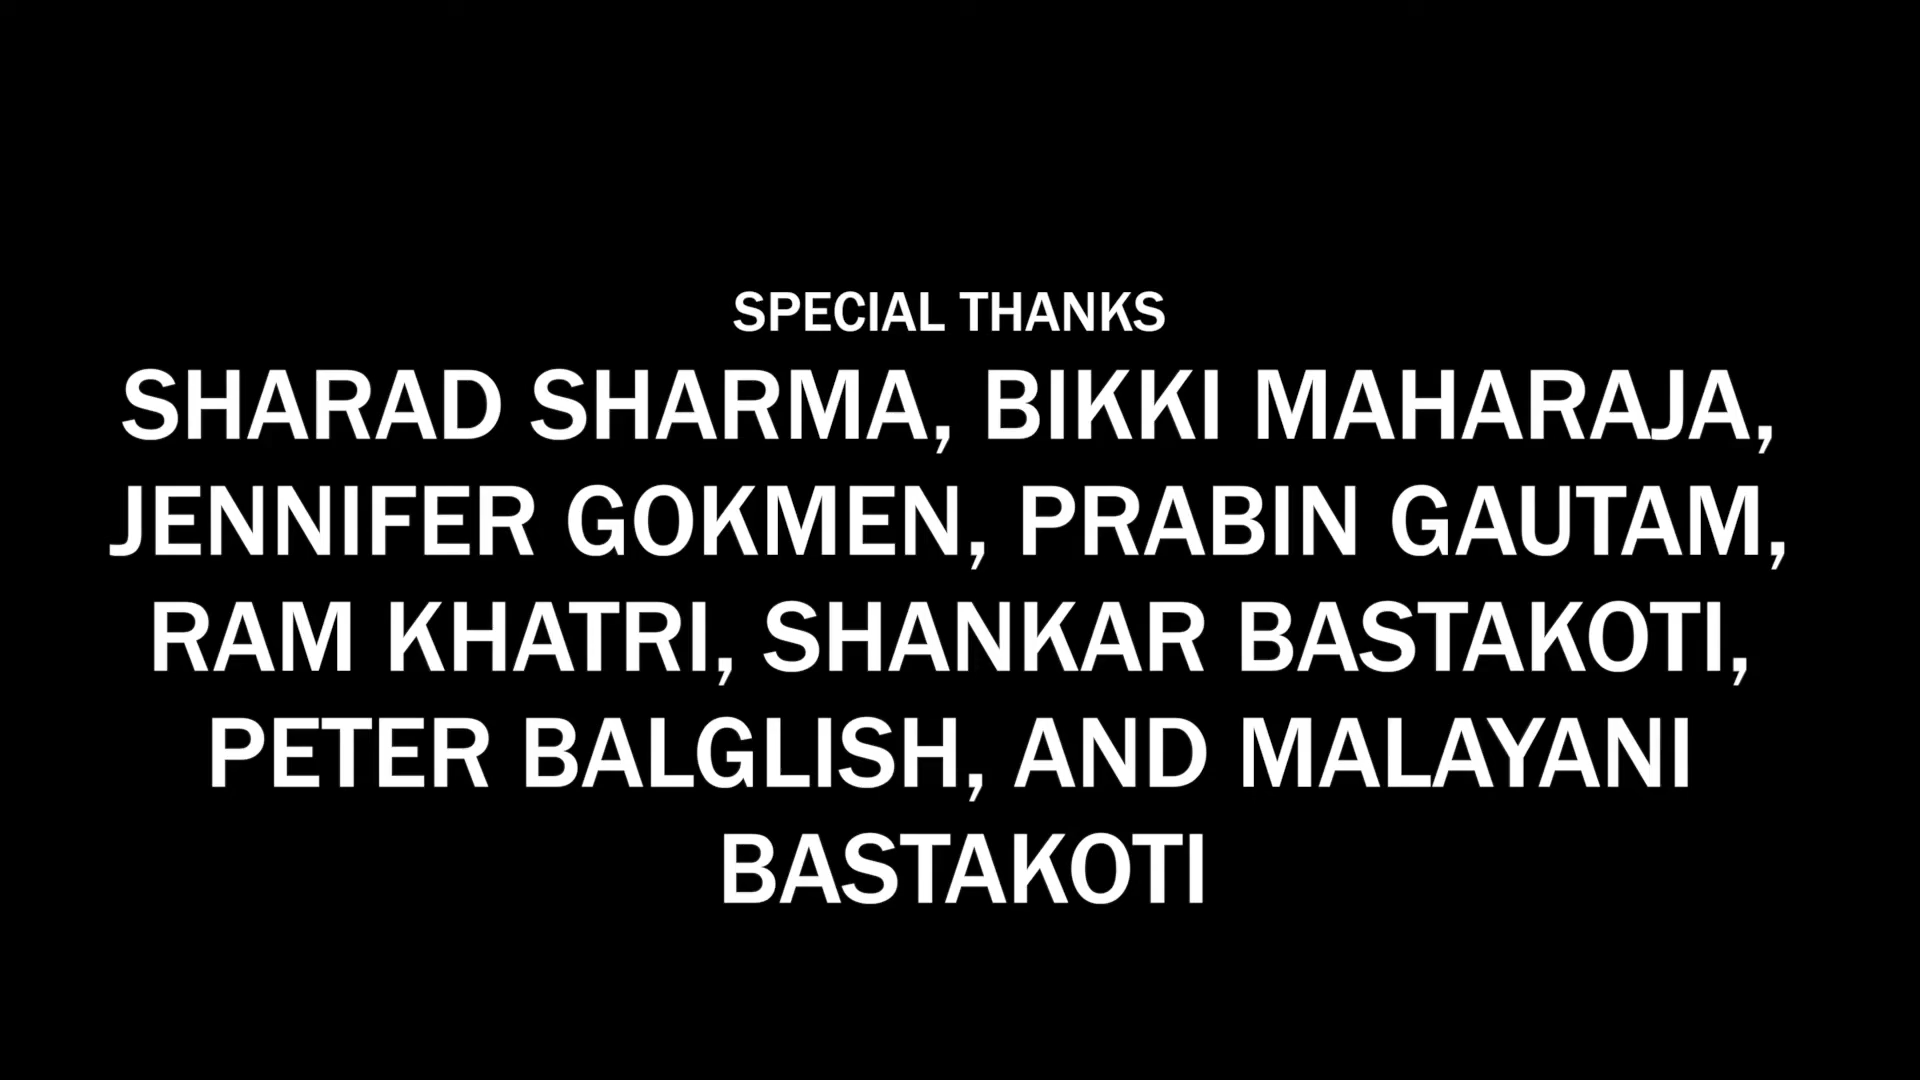 SPECIAL THANKS
SHARAD SHARMA, BIKKI MAHARAJA,
JENNIFER GOKMEN, PRABIN GAUTAM,
RAM KHATRI, SHANKAR BASTAKOTI,
PETER BALGLISH, AND MALAYANI
BASTAKOTI